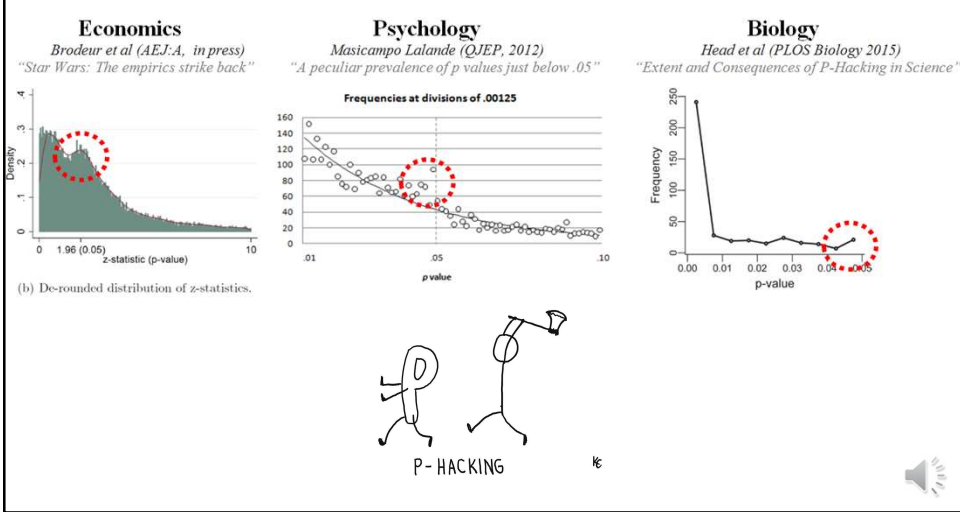 Economics
Brodeur et al (AEJ:A, in press)
"Star Wars: The empirics strike back"
.4
.3
.2
.1
0
Density
0 1.96 (0.05) 10
z-statistic (p-value)
(b) De-rounded distribution of z-statistics.
Psychology
Masicampo Lalande (QJEP, 2012)
"A peculiar prevalence of p values just below .05"
Frequencies at divisions of .00125
160
140
120
100
80
60
40
20
0
.01 .05 .10
p value
Biology
Head et al (PLOS Biology 2015)
"Extent and Consequences of P-Hacking in Science"
250
200
150
100
50
0
Frequency
0.00 0.01 0.02 0.03 0.04 0.05
p-value
P
P-HACKING